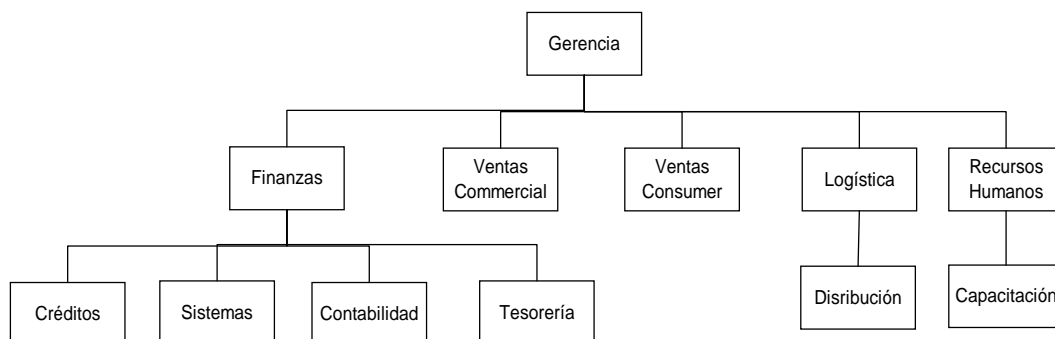 Gerencia
Finanzas
Ventas
Commercial
Ventas
Consumer
Logística
Recursos
Humanos
Créditos
Sistemas
Contabilidad
Tesorería
Disribución
Capacitación